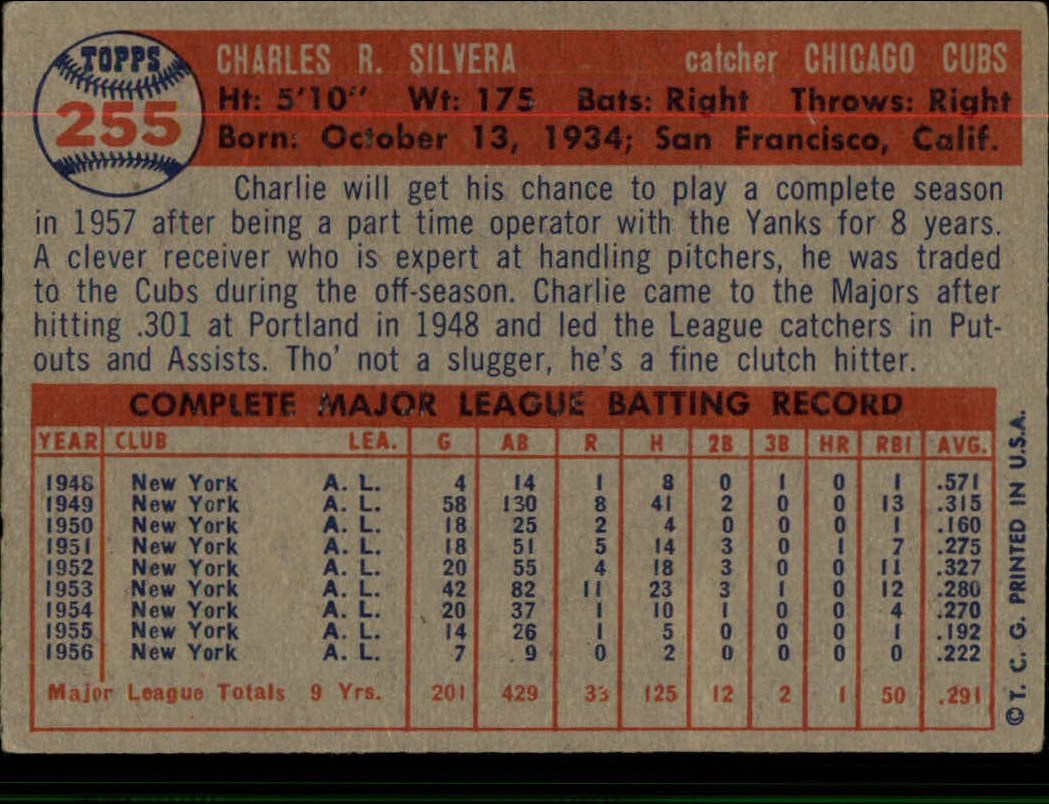 TOPPS
255
CHARLES R. SILVERA catcher CHICAGO CUBS
Ht: 5'10" Wt: 175 Bats: Right Throws: Right
Born: October 13, 1934; San Francisco, Calif.
Charlie will get his chance to play a complete season
in 1957 after being a part time operator with the Yanks for 8 years.
A clever receiver who is expert at handling pitchers, he was traded
to the Cubs during the off-season. Charlie came to the Majors after
hitting .301 at Portland in 1948 and led the League catchers in Put-
outs and Assists. Tho' not a slugger, he's a fine clutch hitter.
COMPLETE MAJOR LEAGUE BATTING RECORD
YEAR CLUB LEA. G AB R H 2B 3B HR RBI AVG.
1948 New York A. L. 4 14 1 8 0 1 0 1 .571
1949 New York A. L. 58 130 8 41 2 0 0 13 .315
1950 New York A. L. 18 25 2 4 0 0 0 1 .160
1951 New York A. L. 18 51 5 14 3 0 1 7 .275
1952 New York A. L. 20 55 4 18 3 0 0 11 .327
1953 New York A. L. 42 82 11 23 3 1 0 12 .280
1954 New York A. L. 20 37 1 10 1 0 0 4 .270
1955 New York A. L. 14 26 1 5 0 0 0 1 .192
1956 New York A. L. 7 9 0 2 0 0 0 0 .222
Major League Totals 9 Yrs. 201 429 33 125 12 2 1 50 .291
© T. C. G. PRINTED IN U.S.A.